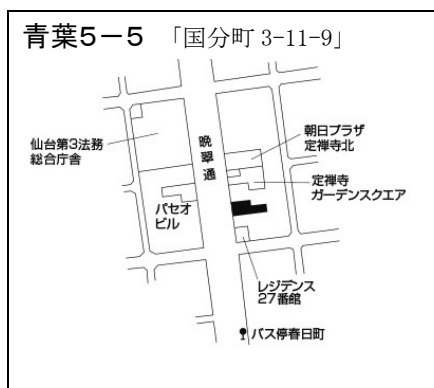 青葉5−5 「国分町 3-11-9」
仙台第3法務
総合庁舎
晩翠通
朝日プラザ
定禅寺北
定禅寺
ガーデンスクエア
パセオ
ビル
レジデンス
27番館
バス停春日町